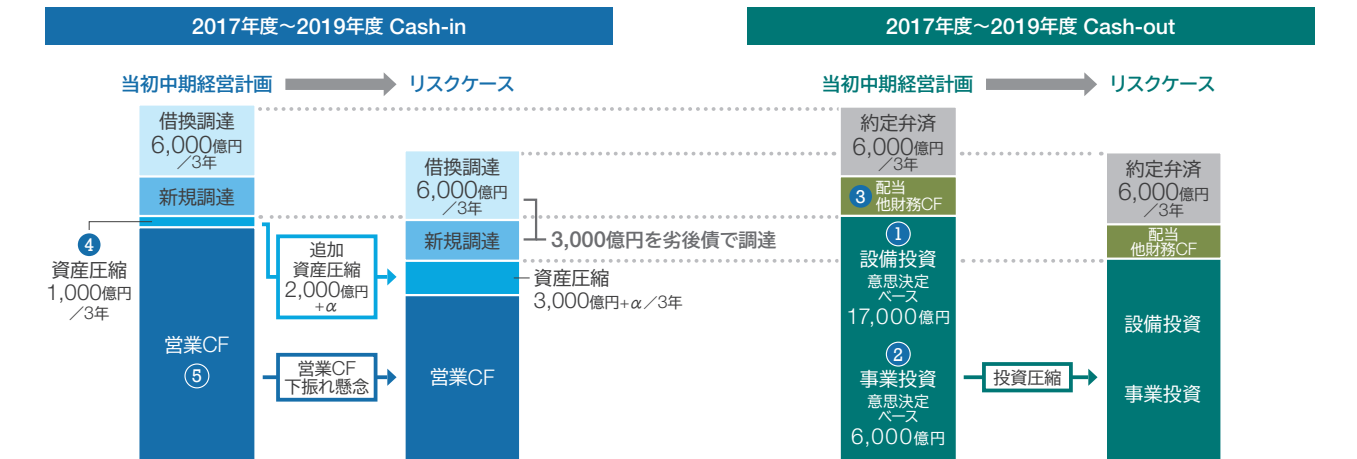 2017年度〜2019年度 Cash-in
当初中期経営計画
リスクケース
借換調達
6,000億円
／3年
新規調達
4
資産圧縮
1,000億円
／3年
営業CF
5
追加
資産圧縮
2,000億円
+α
営業CF
下振れ懸念
借換調達
6,000億円
／3年
新規調達
3,000億円を劣後債で調達
資産圧縮
3,000億円+α／3年
営業CF
2017年度〜2019年度 Cash-out
当初中期経営計画
リスクケース
約定弁済
6,000億円
／3年
3 配当
他財務CF
1
設備投資
意思決定
ベース
17,000億円
2
事業投資
意思決定
ベース
6,000億円
投資圧縮
約定弁済
6,000億円
／3年
配当
他財務CF
設備投資
事業投資